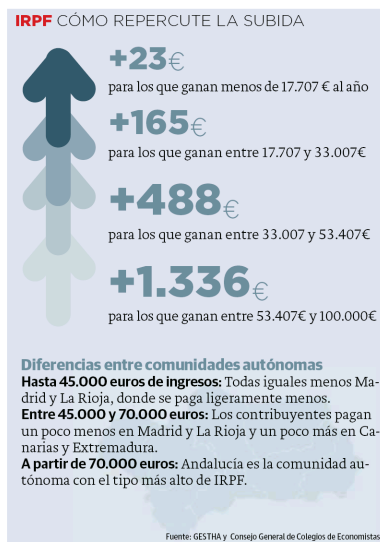 IRPF CÓMO REPERCUTE LA SUBIDA
+23€
para los que ganan menos de 17.707 € al año
+165€
para los que ganan entre 17.707 y 33.007€
+488€
para los que ganan entre 33.007 y 53.407€
+1.336€
para los que ganan entre 53.407€ y 100.000€
Diferencias entre comunidades autónomas
Hasta 45.000 euros de ingresos: Todas iguales menos Ma-
drid y La Rioja, donde se paga ligeramente menos.
Entre 45.000 y 70.000 euros: Los contribuyentes pagan
un poco menos en Madrid y La Rioja y un poco más en Ca-
narias y Extremadura.
A partir de 70.000 euros: Andalucía es la comunidad au-
tónoma con el tipo más alto de IRPF.
Fuente: GESTHA y Consejo General de Colegios de Economistas